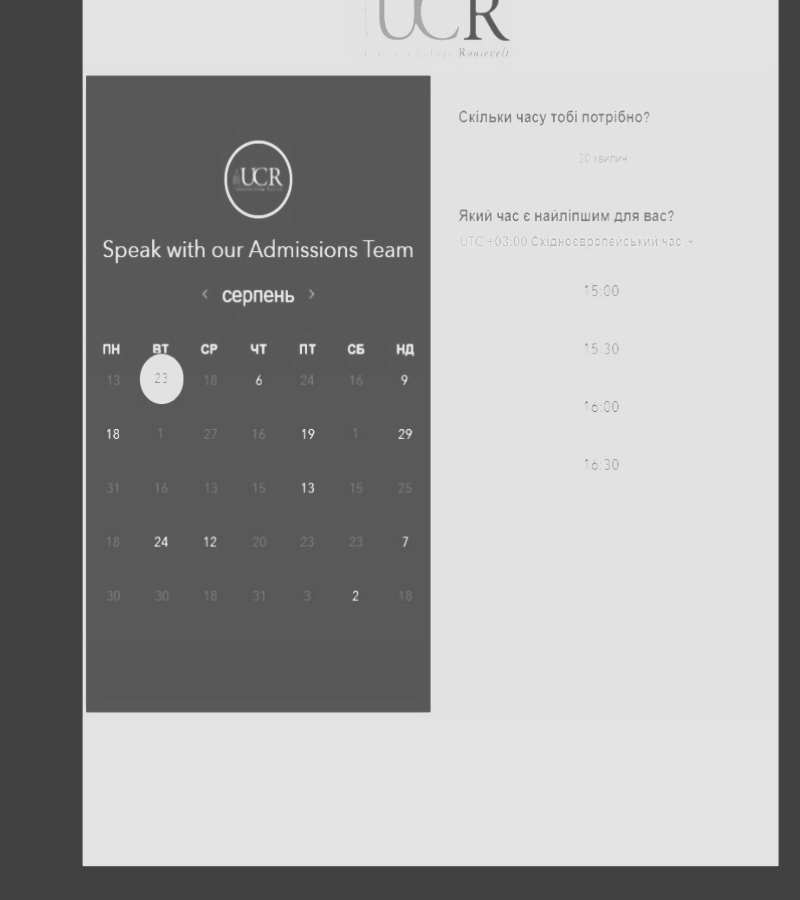 UCR
Roosevelt
UCR
Speak with our Admissions Team
‹ серпень ›
ПН ВТ СР ЧТ ПТ СБ НД
13 23 18 6 24 16 9
18 1 27 16 19 1 29
31 16 13 15 13 15 25
18 24 12 20 23 23 7
30 30 18 31 3 2 18
Скільки часу тобі потрібно?
30 хвилин
Який час є найліпшим для вас?
UTC +03:00 Східноєвропейський час
15:00
15:30
16:00
16:30